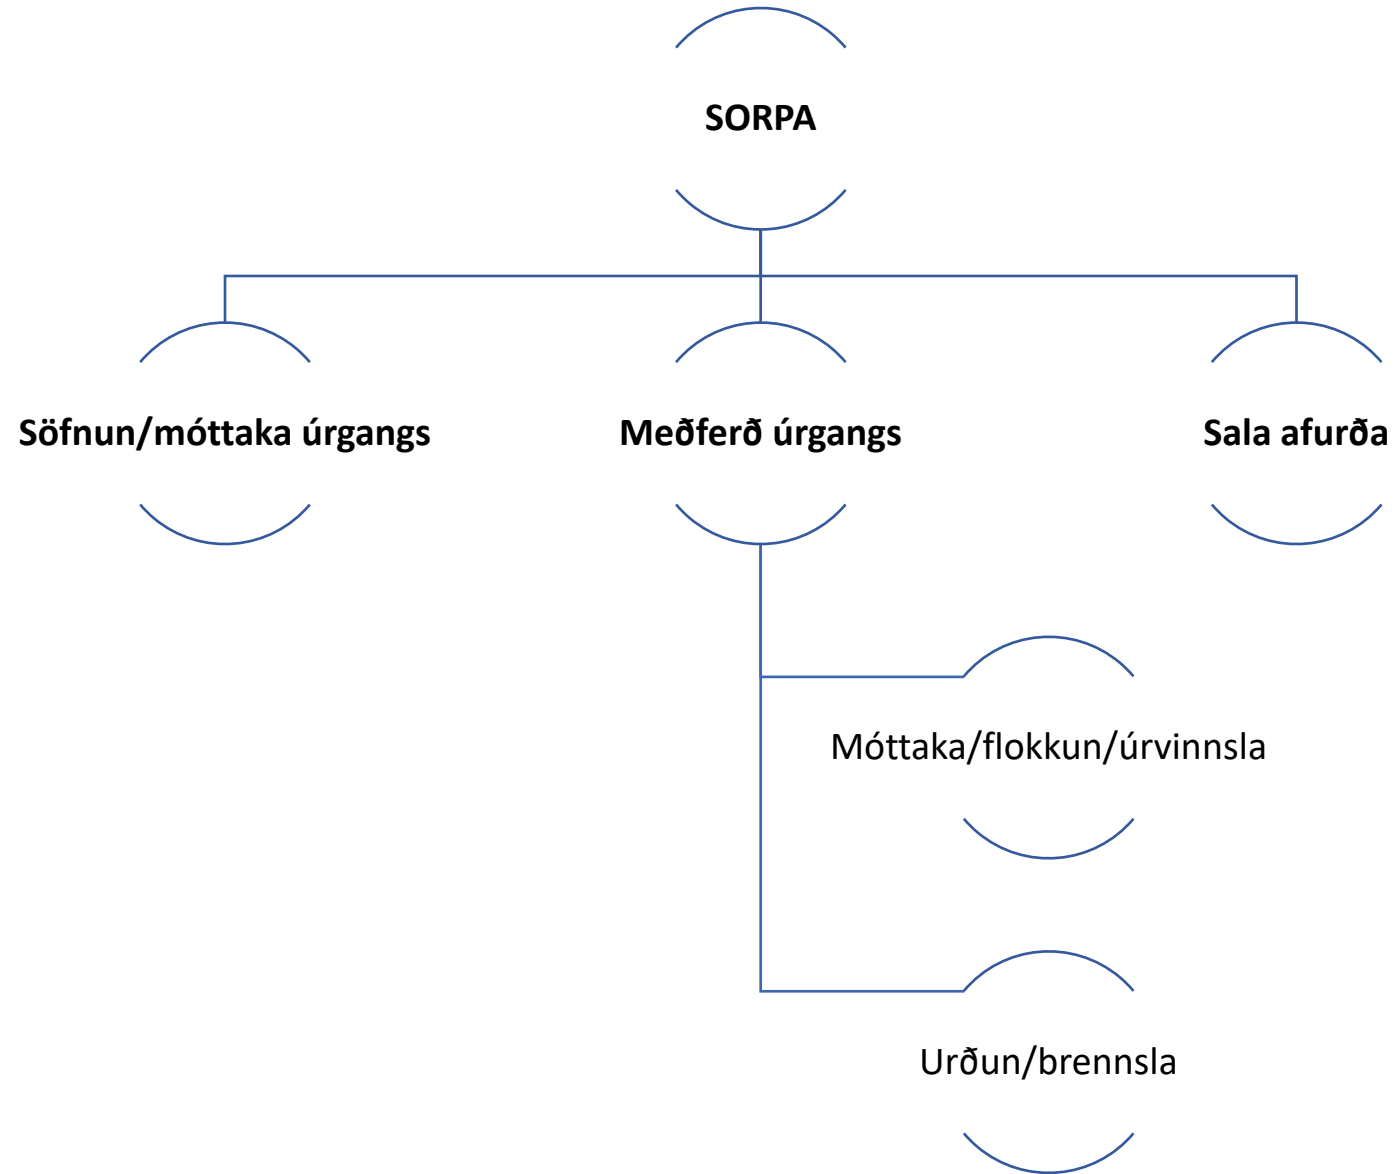 SORPA
Söfnun/móttaka úrgangs
Meðferð úrgangs
Sala afurða
Móttaka/flokkun/úrvinnsla
Urðun/brennsla